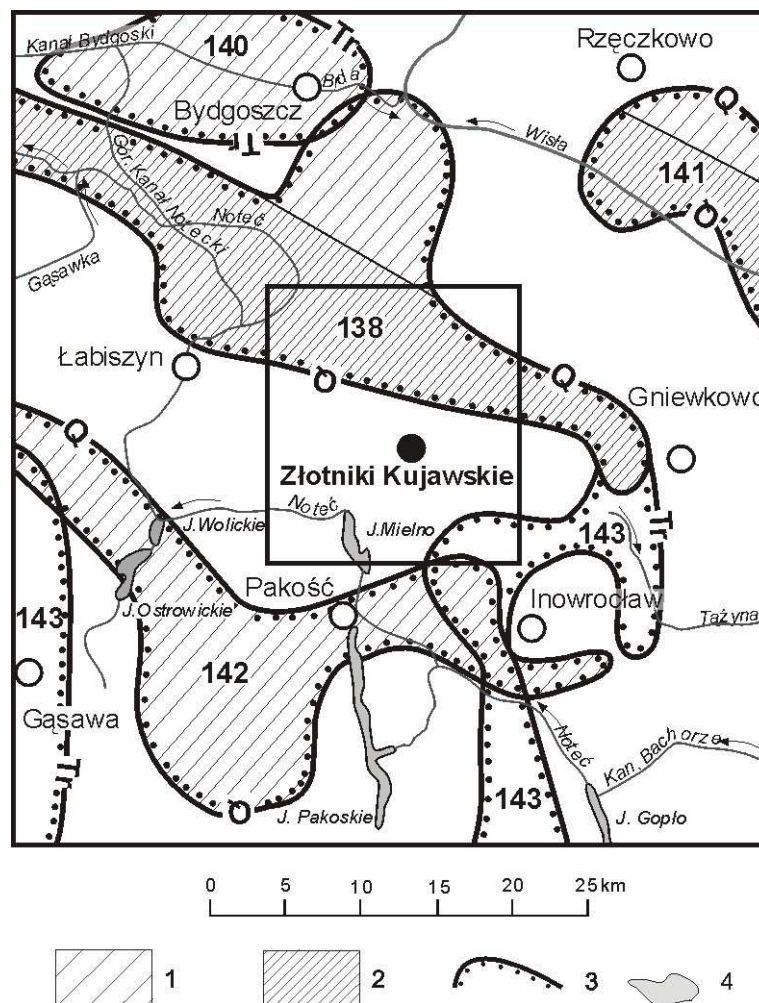 Kanał Bydgoski
140
Tr
Rzęczkowo
Brda
Bydgoszcz
Tr
Q
Wisła
141
Q
Gór. Kanał Notecki
Noteć
Gąsawka
138
Łabiszyn
Q
Q
Gniewkowo
Q
Złotniki Kujawskie
Noteć
J.Wolickie
J.Mielno
143
Tr
Pakość
Inowrocław
J.Ostrowickie
Tążyna
143
142
Gąsawa
Noteć
Kan. Bachorze
Tr
143
Q
J. Pakoskie
J. Gopło
0 5 10 15 20 25 km
1 2 3 4